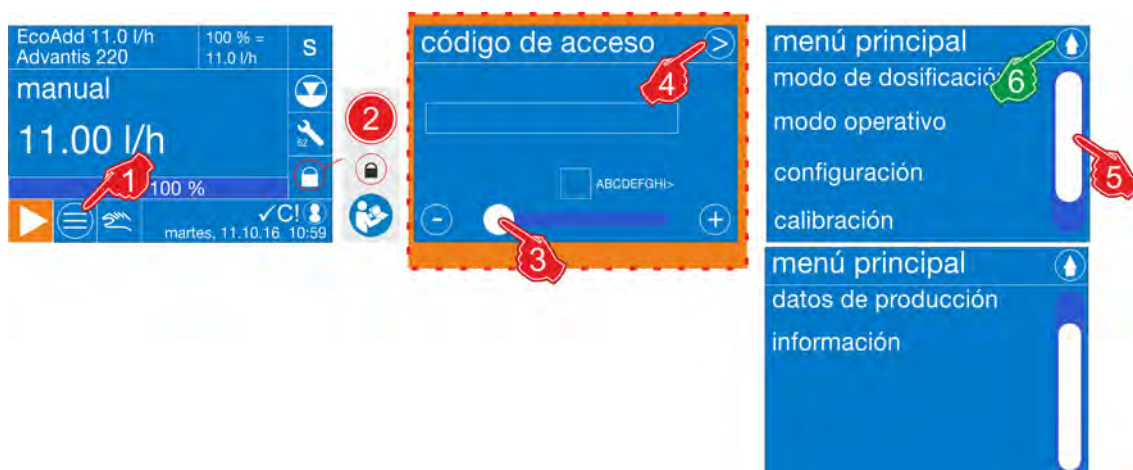 EcoAdd 11.0 l/h
Advantis 220
100 % =
11.0 l/h
S
manual
11.00 l/h
52
100 %
✓C!
martes, 11.10.16 10:59
1
2
código de acceso
>
4
ABCDEFGHI>
-
+
3
menú principal
modo de dosificación
6
modo operativo
configuración
5
calibración
menú principal
datos de producción
información